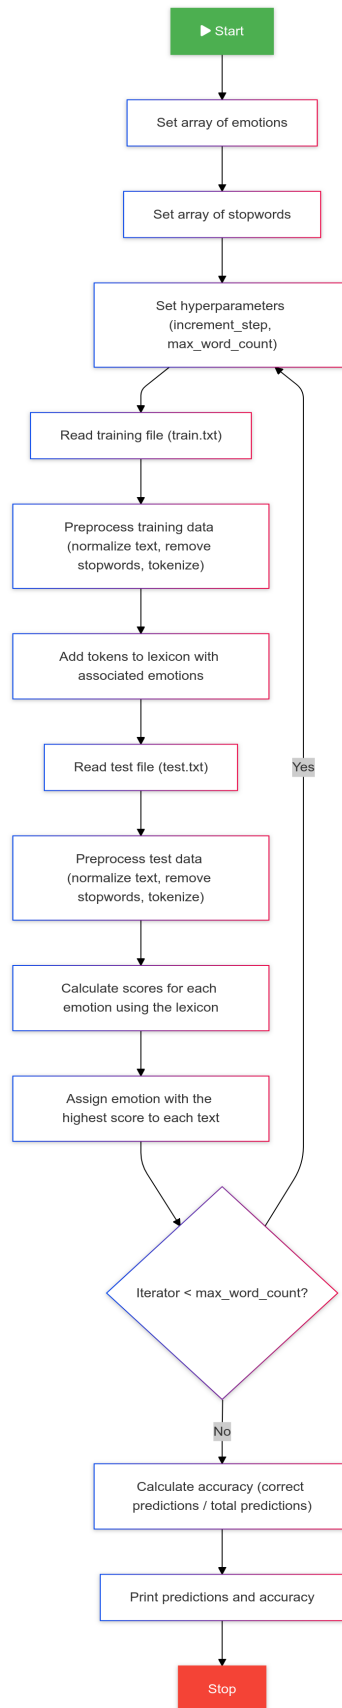 Start
Set array of emotions
Set array of stopwords
Set hyperparameters
(increment_step,
max_word_count)
Read training file (train.txt)
Preprocess training data
(normalize text, remove
stopwords, tokenize)
Add tokens to lexicon with
associated emotions
Read test file (test.txt)
Yes
Preprocess test data
(normalize text, remove
stopwords, tokenize)
Calculate scores for each
emotion using the lexicon
Assign emotion with the
highest score to each text
Iterator < max_word_count?
No
Calculate accuracy (correct
predictions / total predictions)
Print predictions and accuracy
Stop